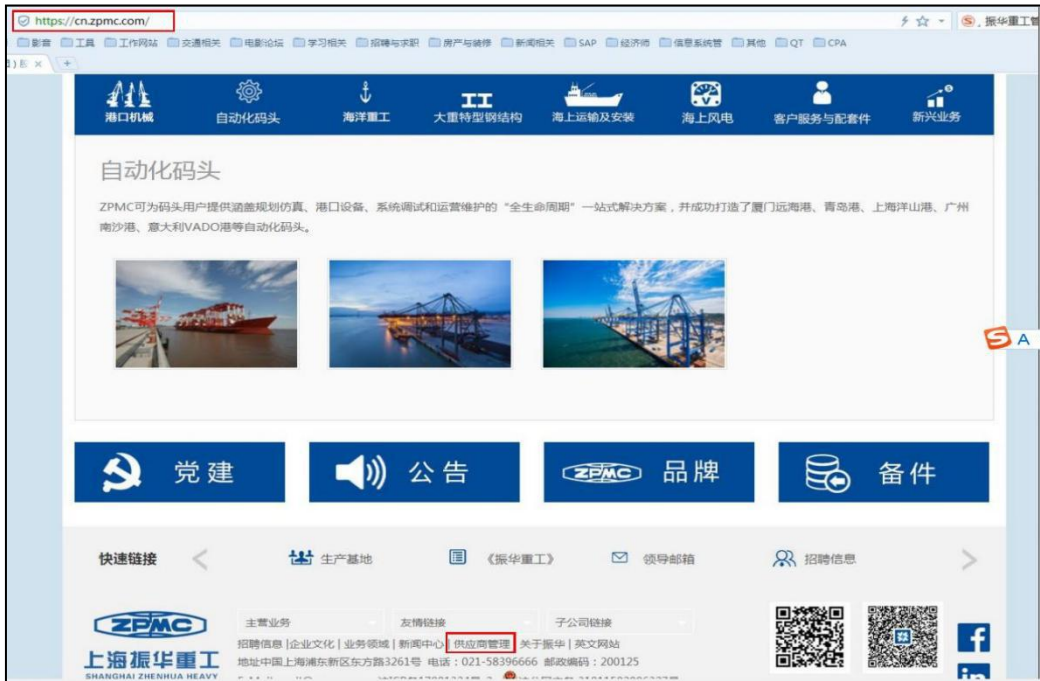 https://cn.zpmc.com/
振华重工管
影音 工具 工作网站 交通相关 电影论坛 学习相关 招聘与求职 房产与装修 新闻相关 SAP 经济师 信息系统管 其他 QT CPA
港口机械 自动化码头 海洋重工 大重特型钢结构 海上运输及安装 海上风电 客户服务与配套件 新兴业务
自动化码头
ZPMC可为码头用户提供涵盖规划仿真、港口设备、系统调试和运营维护的“全生命周期”一站式解决方案，并成功打造了厦门远海港、青岛港、上海洋山港、广州
南沙港、意大利VADO港等自动化码头。
A
党建 公告 ZPMC 品牌 备件
快速链接 生产基地 《振华重工》 领导邮箱 招聘信息
ZPMC
上海振华重工
SHANGHAI ZHENHUA HEAVY
主营业务 友情链接 子公司链接
招聘信息|企业文化|业务领域|新闻中心|供应商管理|关于振华|英文网站
地址中国上海浦东新区东方路3261号 电话：021-58396666 邮政编码：200125